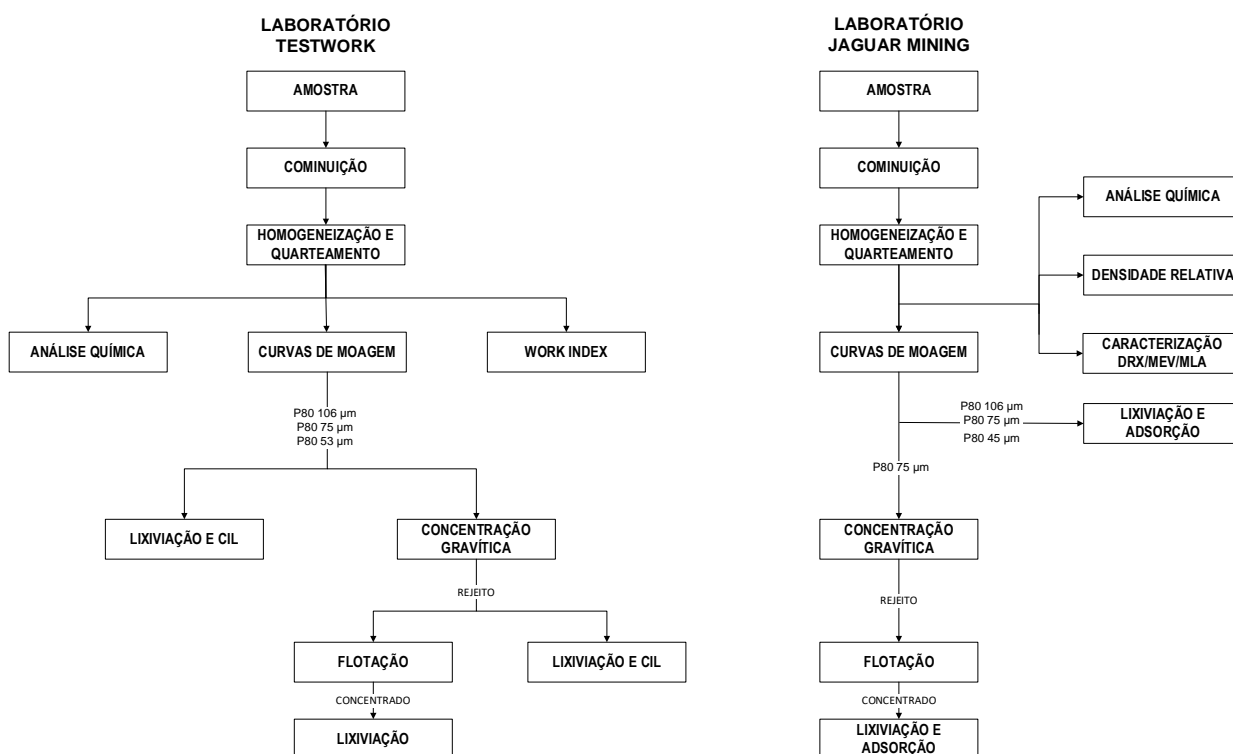 LABORATÓRIO
TESTWORK
AMOSTRA
COMINUIÇÃO
HOMOGENEIZAÇÃO E
QUARTEAMENTO
ANÁLISE QUÍMICA
CURVAS DE MOAGEM
WORK INDEX
P80 106 µm
P80 75 µm
P80 53 µm
LIXIVIAÇÃO E CIL
CONCENTRAÇÃO
GRAVÍTICA
REJEITO
FLOTAÇÃO
LIXIVIAÇÃO E CIL
CONCENTRADO
LIXIVIAÇÃO
LABORATÓRIO
JAGUAR MINING
AMOSTRA
COMINUIÇÃO
HOMOGENEIZAÇÃO E
QUARTEAMENTO
ANÁLISE QUÍMICA
DENSIDADE RELATIVA
CARACTERIZAÇÃO
DRX/MEV/MLA
CURVAS DE MOAGEM
P80 106 µm
P80 75 µm
P80 45 µm
LIXIVIAÇÃO E
ADSORÇÃO
P80 75 µm
CONCENTRAÇÃO
GRAVÍTICA
REJEITO
FLOTAÇÃO
CONCENTRADO
LIXIVIAÇÃO E
ADSORÇÃO